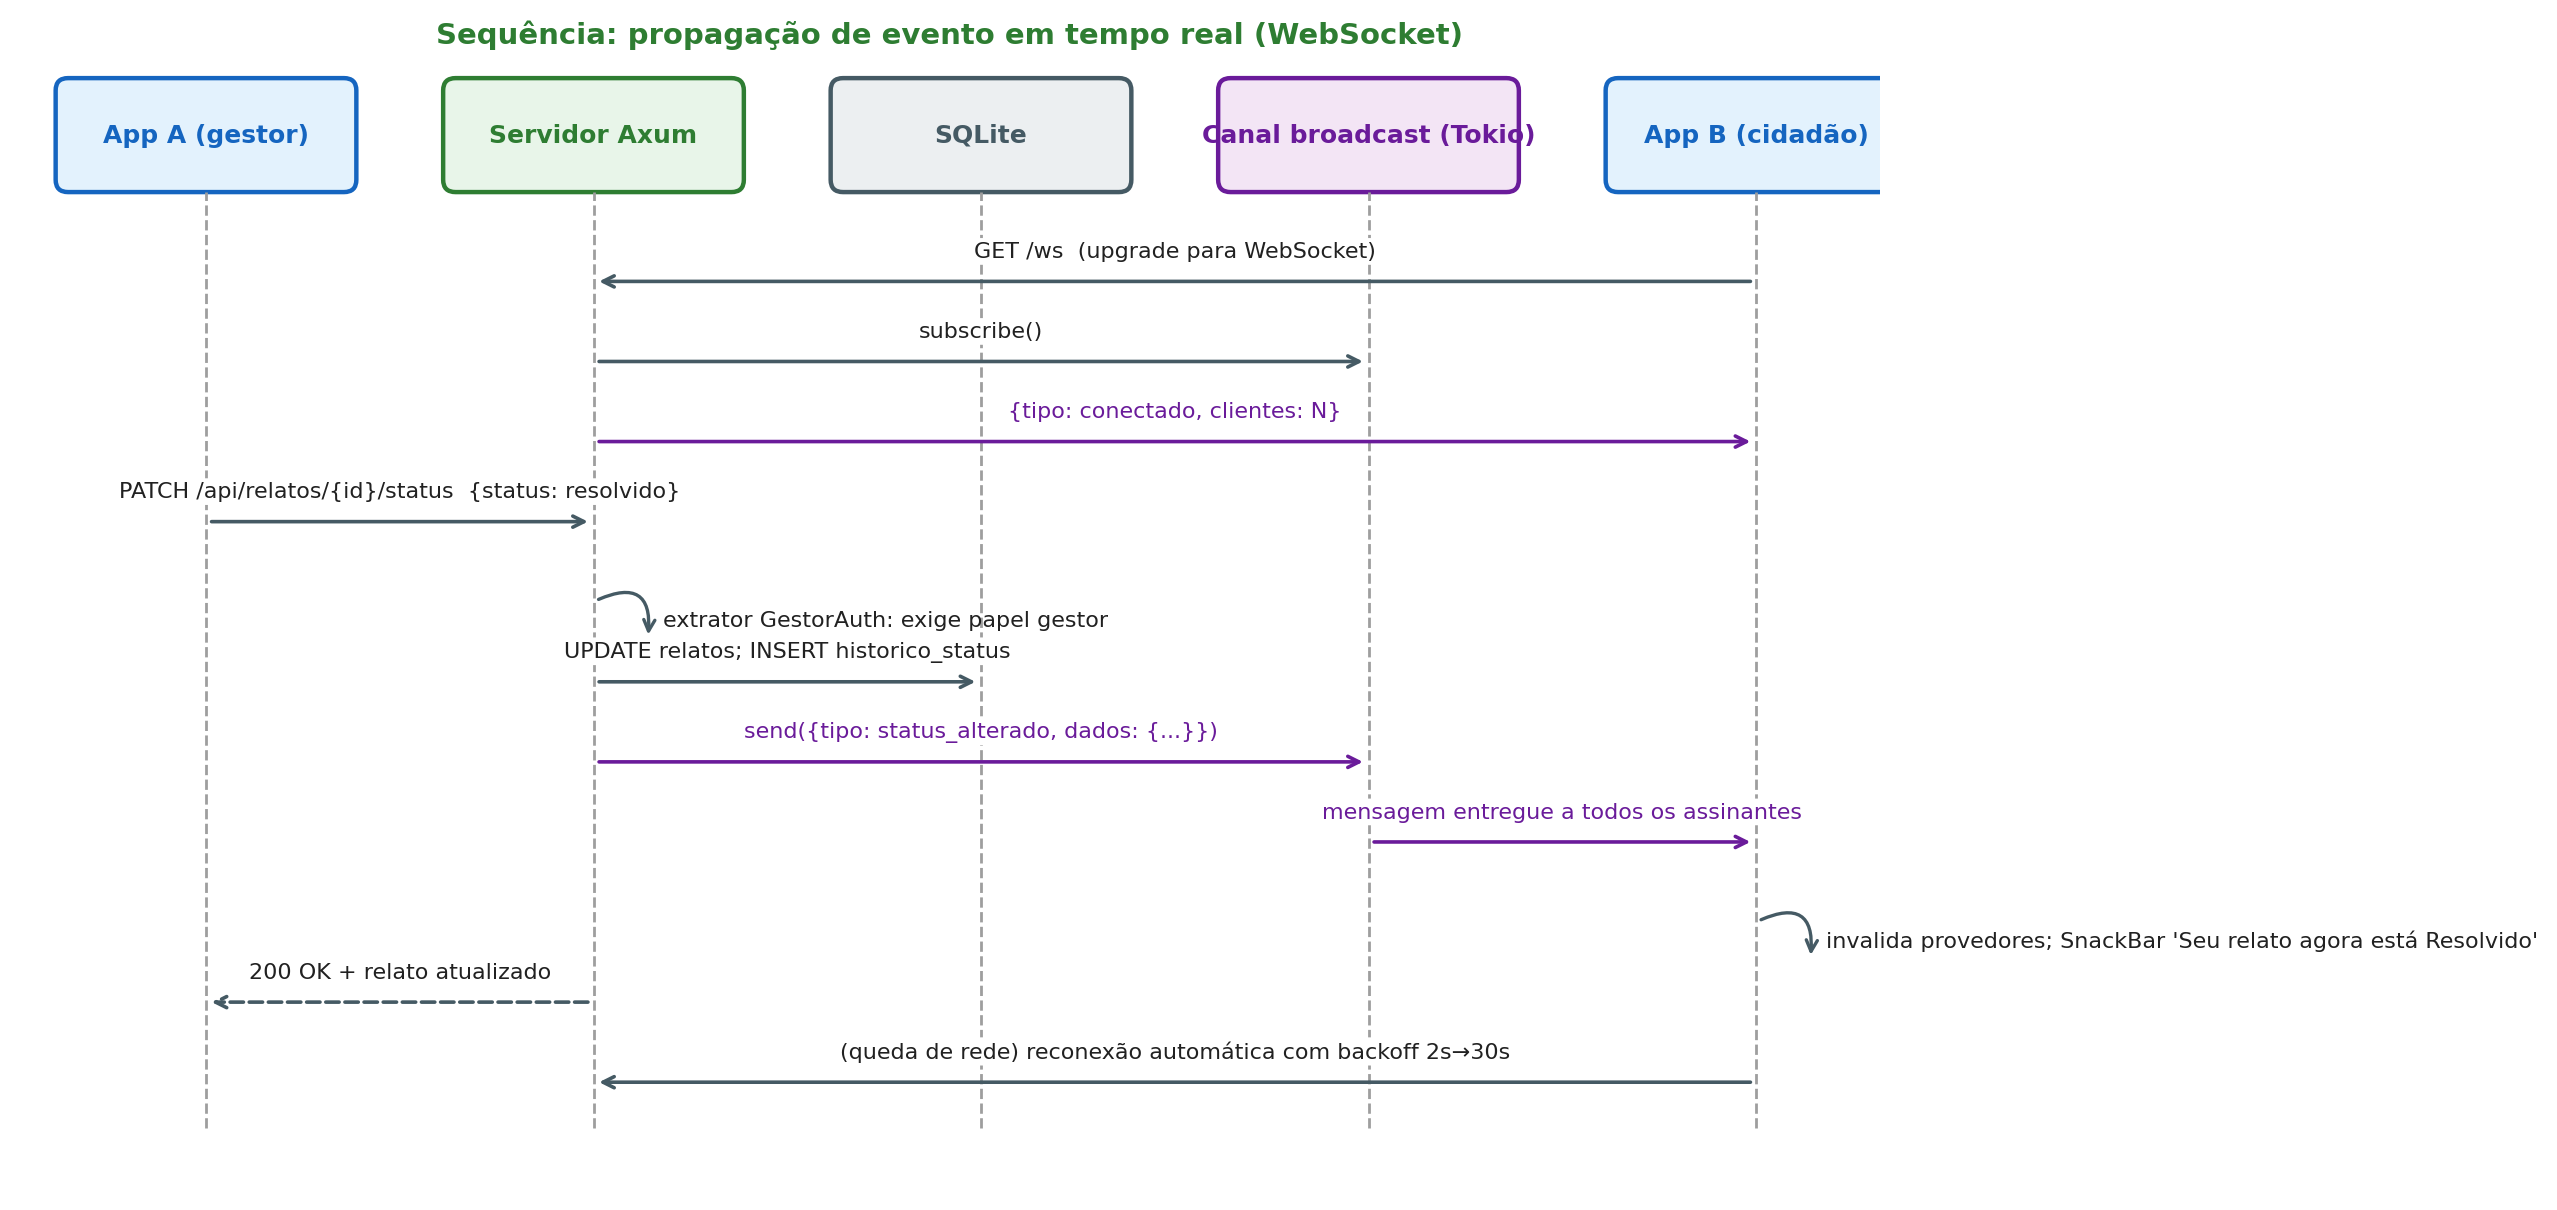 Sequência: propagação de evento em tempo real (WebSocket)
App A (gestor)
Servidor Axum
SQLite
Canal broadcast (Tokio)
App B (cidadão)
GET /ws  (upgrade para WebSocket)
subscribe()
{tipo: conectado, clientes: N}
PATCH /api/relatos/{id}/status  {status: resolvido}
extrator GestorAuth: exige papel gestor
UPDATE relatos; INSERT historico_status
send({tipo: status_alterado, dados: {...}})
mensagem entregue a todos os assinantes
invalida provedores; SnackBar 'Seu relato agora está Resolvido'
200 OK + relato atualizado
(queda de rede) reconexão automática com backoff 2s→30s